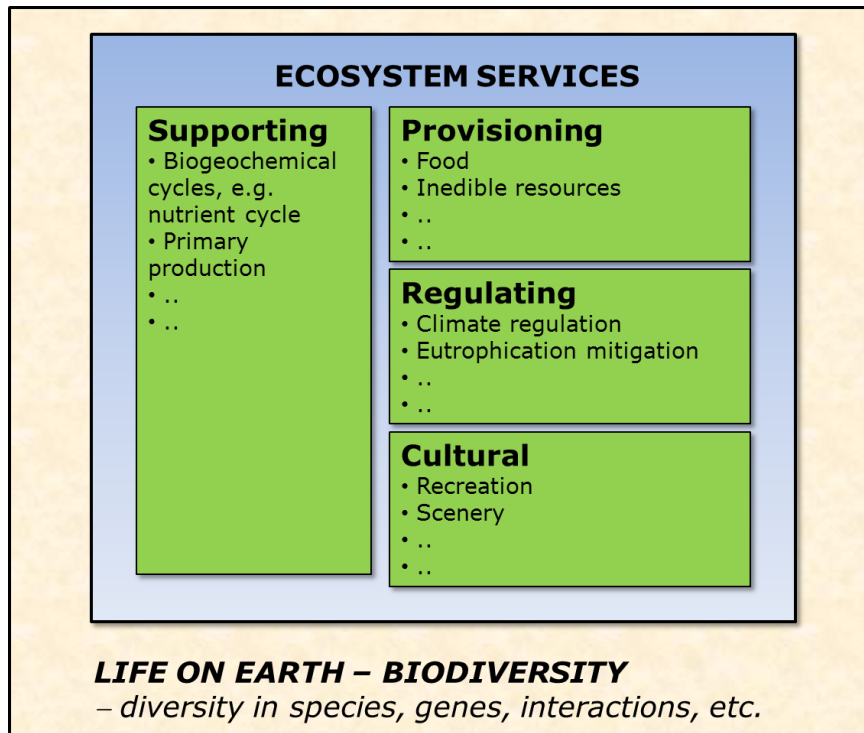 ECOSYSTEM SERVICES
Supporting
• Biogeochemical
cycles, e.g.
nutrient cycle
• Primary
production
• ..
• ..
Provisioning
• Food
• Inedible resources
• ..
• ..
Regulating
• Climate regulation
• Eutrophication mitigation
• ..
• ..
Cultural
• Recreation
• Scenery
• ..
• ..
LIFE ON EARTH – BIODIVERSITY
– diversity in species, genes, interactions, etc.